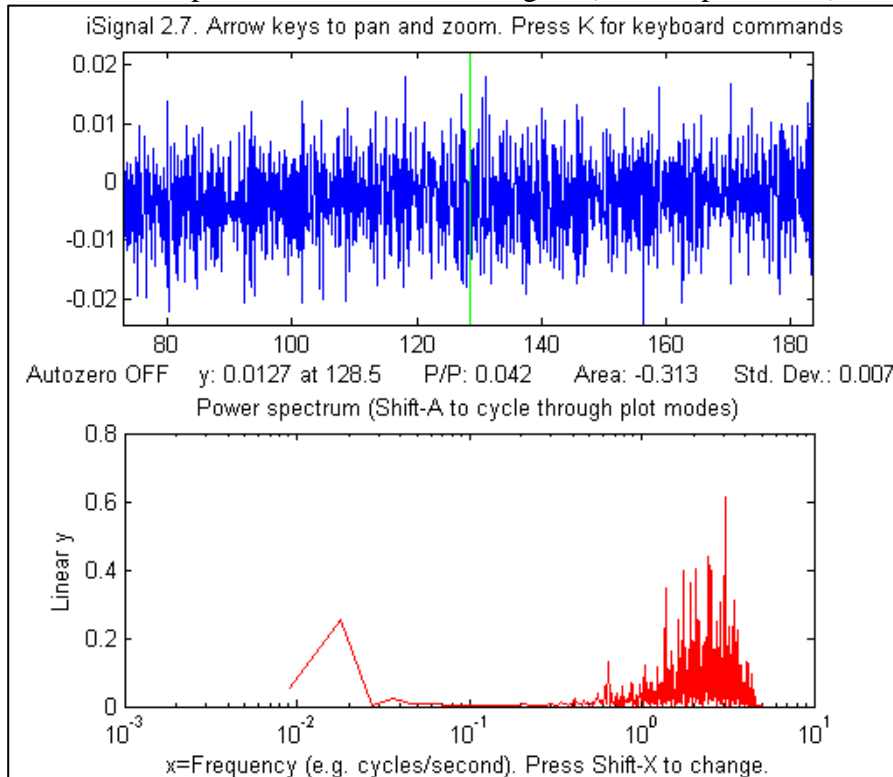 iSignal 2.7. Arrow keys to pan and zoom. Press K for keyboard commands
0.02
0.01
0
-0.01
-0.02
80 100 120 140 160 180
Autozero OFF y: 0.0127 at 128.5 P/P: 0.042 Area: -0.313 Std. Dev.: 0.007
Power spectrum (Shift-A to cycle through plot modes)
0.8
0.6
0.4
0.2
0
Linear y
10⁻³ 10⁻² 10⁻¹ 10⁰ 10¹
x=Frequency (e.g. cycles/second). Press Shift-X to change.